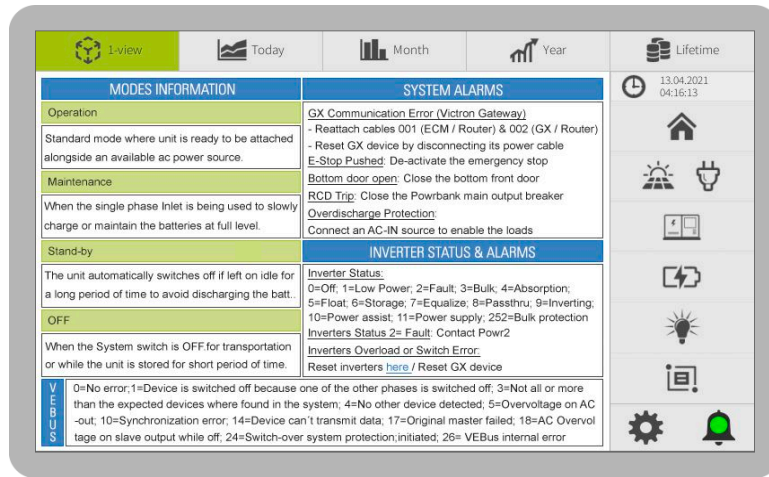 1-view
Today
Month
Year
Lifetime
13.04.2021
04:16:13
MODES INFORMATION
Operation
Standard mode where unit is ready to be attached
alongside an available ac power source.
Maintenance
When the single phase Inlet is being used to slowly
charge or maintain the batteries at full level.
Stand-by
The unit automatically switches off if left on idle for
a long period of time to avoid discharging the batt..
OFF
When the System switch is OFF.for transportation
or while the unit is stored for short period of time.
SYSTEM ALARMS
GX Communication Error (Victron Gateway)
- Reattach cables 001 (ECM / Router) & 002 (GX / Router)
- Reset GX device by disconnecting its power cable
E-Stop Pushed: De-activate the emergency stop
Bottom door open: Close the bottom front door
RCD Trip: Close the Powrbank main output breaker
Overdischarge Protection:
Connect an AC-IN source to enable the loads
INVERTER STATUS & ALARMS
Inverter Status:
0=Off; 1=Low Power; 2=Fault; 3=Bulk; 4=Absorption;
5=Float; 6=Storage; 7=Equalize; 8=Passthru; 9=Inverting;
10=Power assist; 11=Power supply; 252=Bulk protection
Inverters Status 2= Fault: Contact Powr2
Inverters Overload or Switch Error:
Reset inverters here / Reset GX device
VEBUS
0=No error;1=Device is switched off because one of the other phases is switched off; 3=Not all or more
than the expected devices where found in the system; 4=No other device detected; 5=Overvoltage on AC
-out; 10=Synchronization error; 14=Device can´t transmit data; 17=Original master failed; 18=AC Overvol
tage on slave output while off; 24=Switch-over system protection;initiated; 26= VEBus internal error